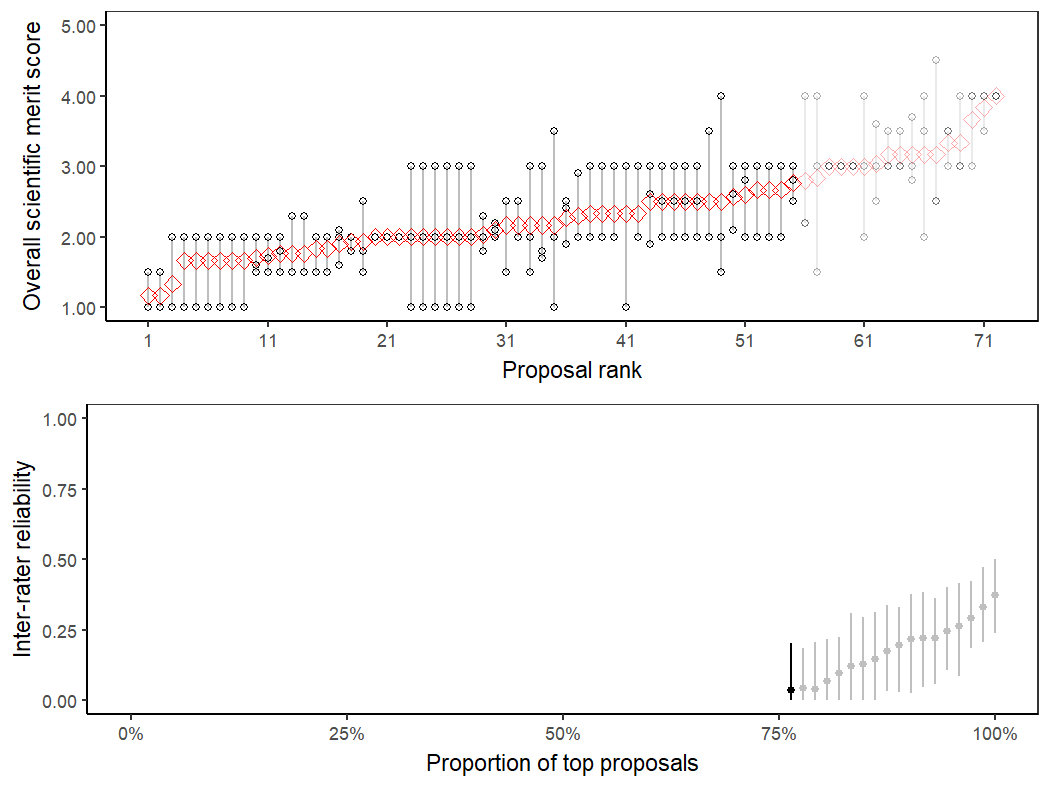 Overall scientific merit score
5.00
4.00
3.00
2.00
1.00
1 11 21 31 41 51 61 71
Proposal rank
Inter-rater reliability
1.00
0.75
0.50
0.25
0.00
0% 25% 50% 75% 100%
Proportion of top proposals